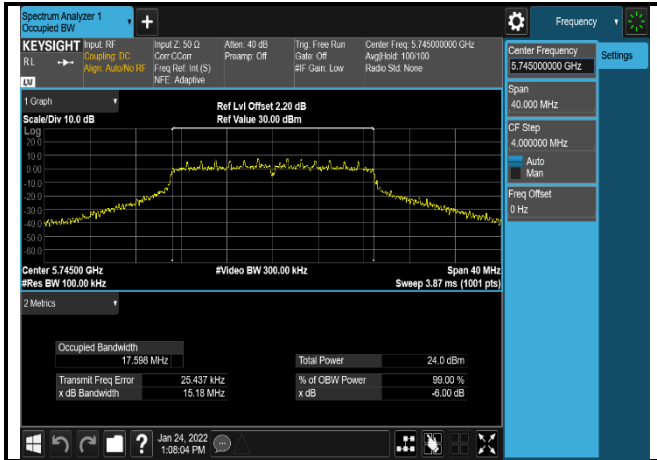 Spectrum Analyzer 1
Occupied BW
+
Frequency
KEYSIGHT
RL
LXI
Input: RF
Coupling: DC
Align: Auto/No RF
Input Z: 50 Ω
Corr CCorr
Freq Ref: Int (S)
NFE: Adaptive
Atten: 40 dB
Preamp: Off
Trig: Free Run
Gate: Off
#IF Gain: Low
Center Freq: 5.745000000 GHz
Avg|Hold: 100/100
Radio Std: None
Center Frequency
5.745000000 GHz
Settings
Span
40.000 MHz
CF Step
4.000000 MHz
Auto
Man
Freq Offset
0 Hz
1 Graph
Scale/Div 10.0 dB
Ref Lvl Offset 2.20 dB
Ref Value 30.00 dBm
Log
20.0
10.0
0.00
-10.0
-20.0
-30.0
-40.0
-50.0
-60.0
Center 5.74500 GHz
#Res BW 100.00 kHz
#Video BW 300.00 kHz
Span 40 MHz
Sweep 3.87 ms (1001 pts)
2 Metrics
Occupied Bandwidth
17.598 MHz
Total Power 24.0 dBm
Transmit Freq Error 25.437 kHz
% of OBW Power 99.00 %
x dB Bandwidth 15.18 MHz
x dB -6.00 dB
?
Jan 24, 2022
1:08:04 PM